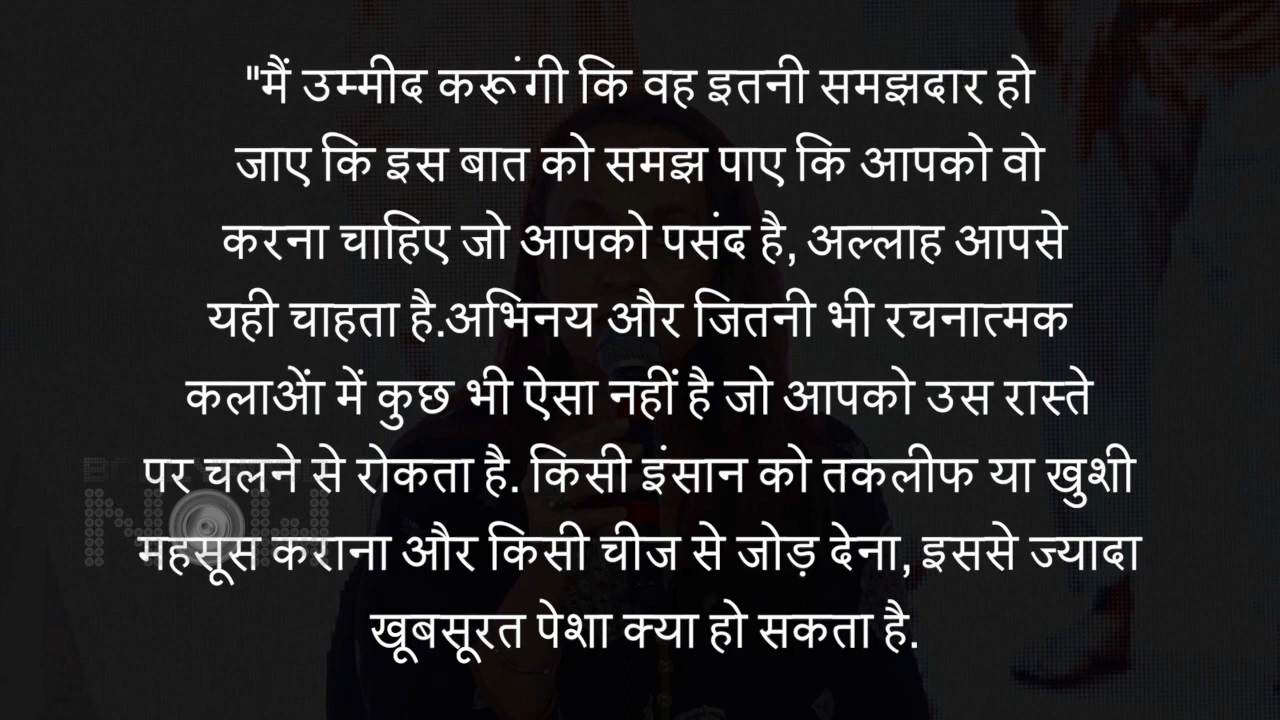 "मैं उम्मीद करूंगी कि वह इतनी समझदार हो
जाए कि इस बात को समझ पाए कि आपको वो
करना चाहिए जो आपको पसंद है, अल्लाह आपसे
यही चाहता है.अभिनय और जितनी भी रचनात्मक
कलाओं में कुछ भी ऐसा नहीं है जो आपको उस रास्ते
पर चलने से रोकता है. किसी इंसान को तकलीफ या खुशी
महसूस कराना और किसी चीज से जोड़ देना, इससे ज्यादा
खूबसूरत पेशा क्या हो सकता है.
NOW